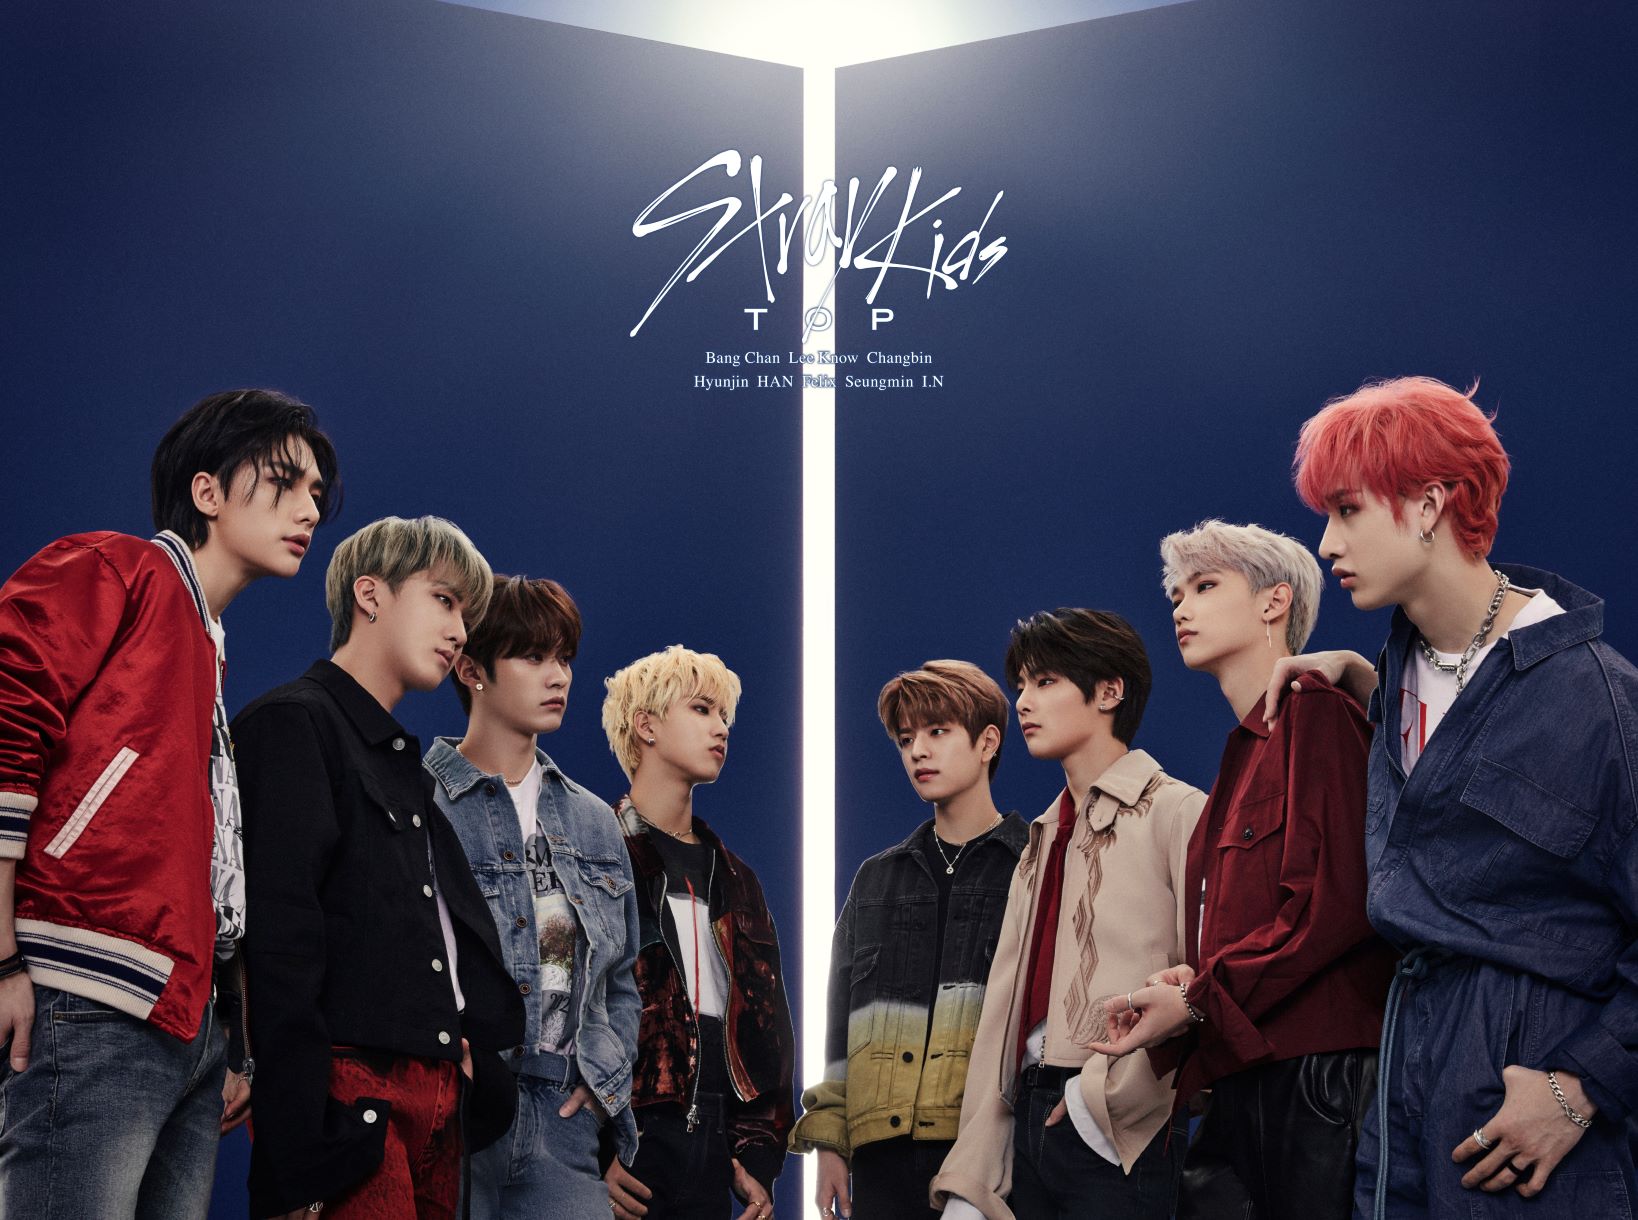 Stray Kids
TOP
Bang Chan Lee Know Changbin
Hyunjin HAN Felix Seungmin I.N